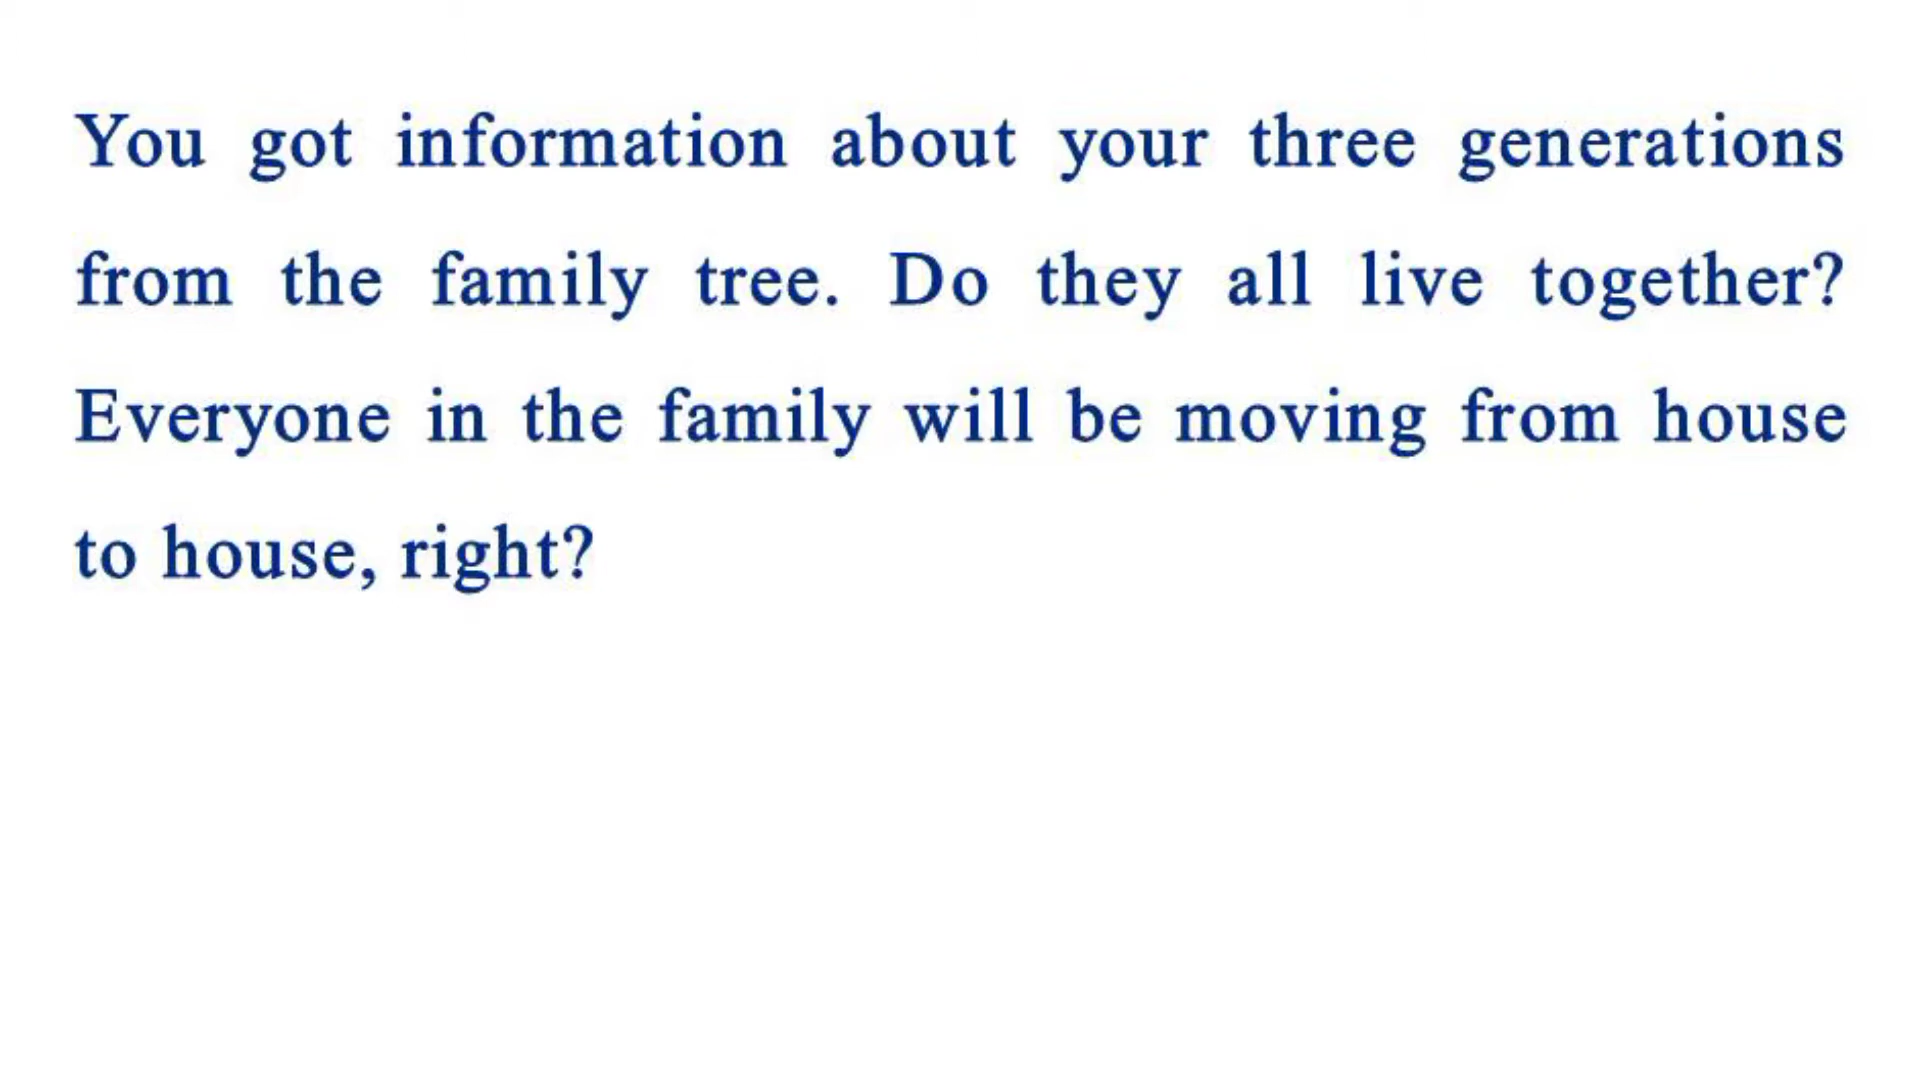 You got information about your three generations
from the family tree. Do they all live together?
Everyone in the family will be moving from house
to house, right?